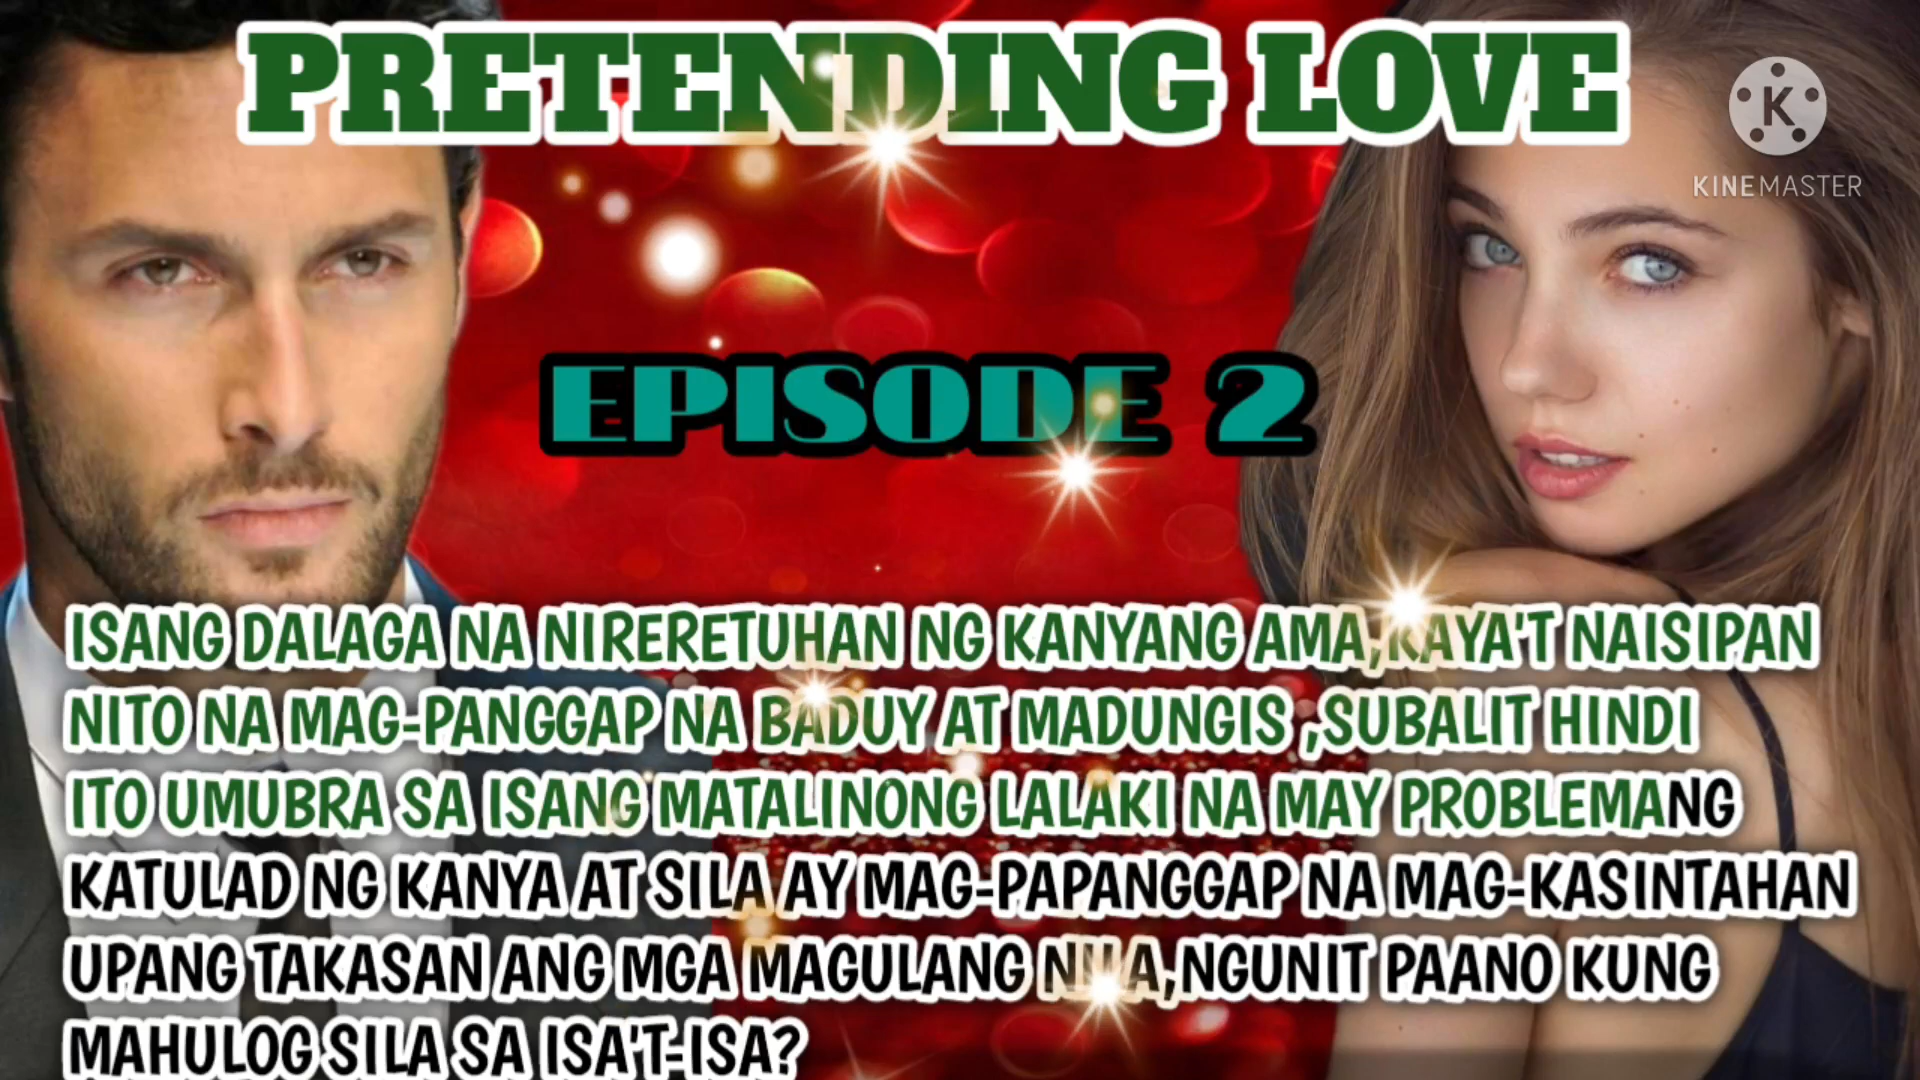 PRETENDING LOVE
K
KINEMASTER
EPISODE 2
ISANG DALAGA NA NIRERETUHAN NG KANYANG AMA,KAYA'T NAISIPAN
NITO NA MAG-PANGGAP NA BADUY AT MADUNGIS ,SUBALIT HINDI
ITO UMUBRA SA ISANG MATALINONG LALAKI NA MAY PROBLEMANG
KATULAD NG KANYA AT SILA AY MAG-PAPANGGAP NA MAG-KASINTAHAN
UPANG TAKASAN ANG MGA MAGULANG NILA,NGUNIT PAANO KUNG
MAHULOG SILA SA ISA'T-ISA?